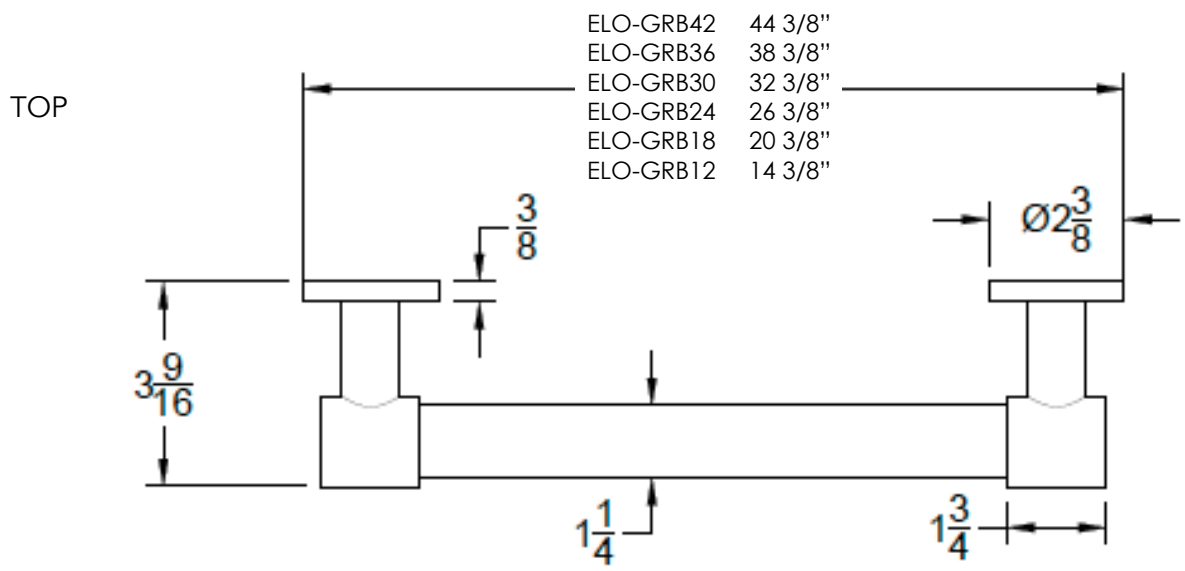 ELO-GRB42 44 3/8”
ELO-GRB36 38 3/8”
ELO-GRB30 32 3/8”
TOP
ELO-GRB24 26 3/8”
ELO-GRB18 20 3/8”
ELO-GRB12 14 3/8”
3/8
Ø2 3/8
3 9/16
1 1/4
1 3/4